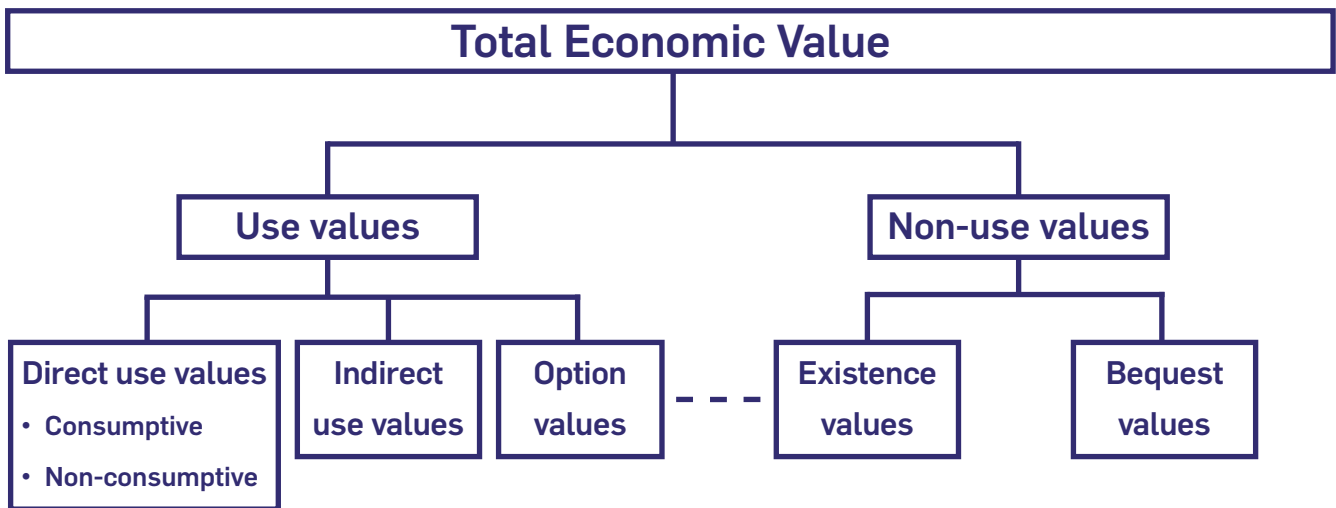 Total Economic Value
Use values
Non-use values
Direct use values
• Consumptive
• Non-consumptive
Indirect
use values
Option
values
Existence
values
Bequest
values